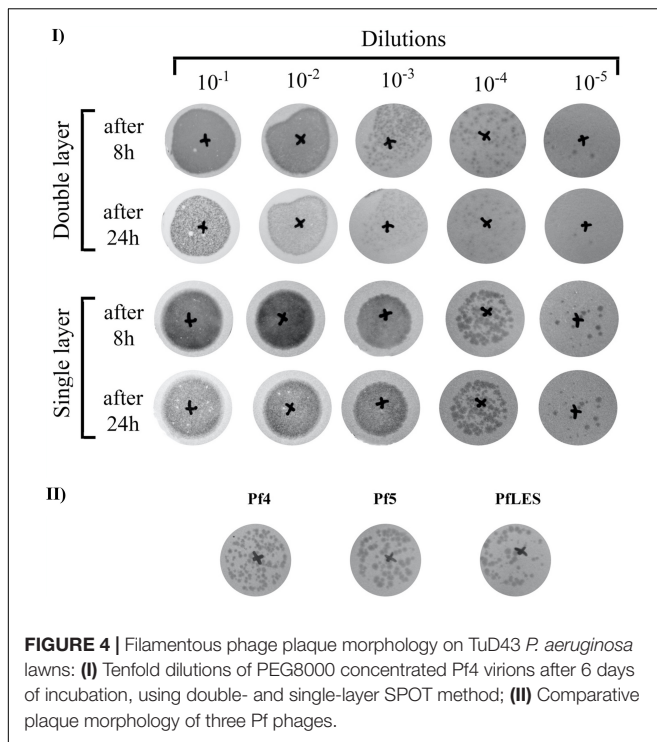 I)
Dilutions
10⁻¹ 10⁻² 10⁻³ 10⁻⁴ 10⁻⁵
Double layer
after
8h
after
24h
Single layer
after
8h
after
24h
II)
Pf4 Pf5 PfLES
FIGURE 4 | Filamentous phage plaque morphology on TuD43 P. aeruginosa
lawns: (I) Tenfold dilutions of PEG8000 concentrated Pf4 virions after 6 days
of incubation, using double- and single-layer SPOT method; (II) Comparative
plaque morphology of three Pf phages.